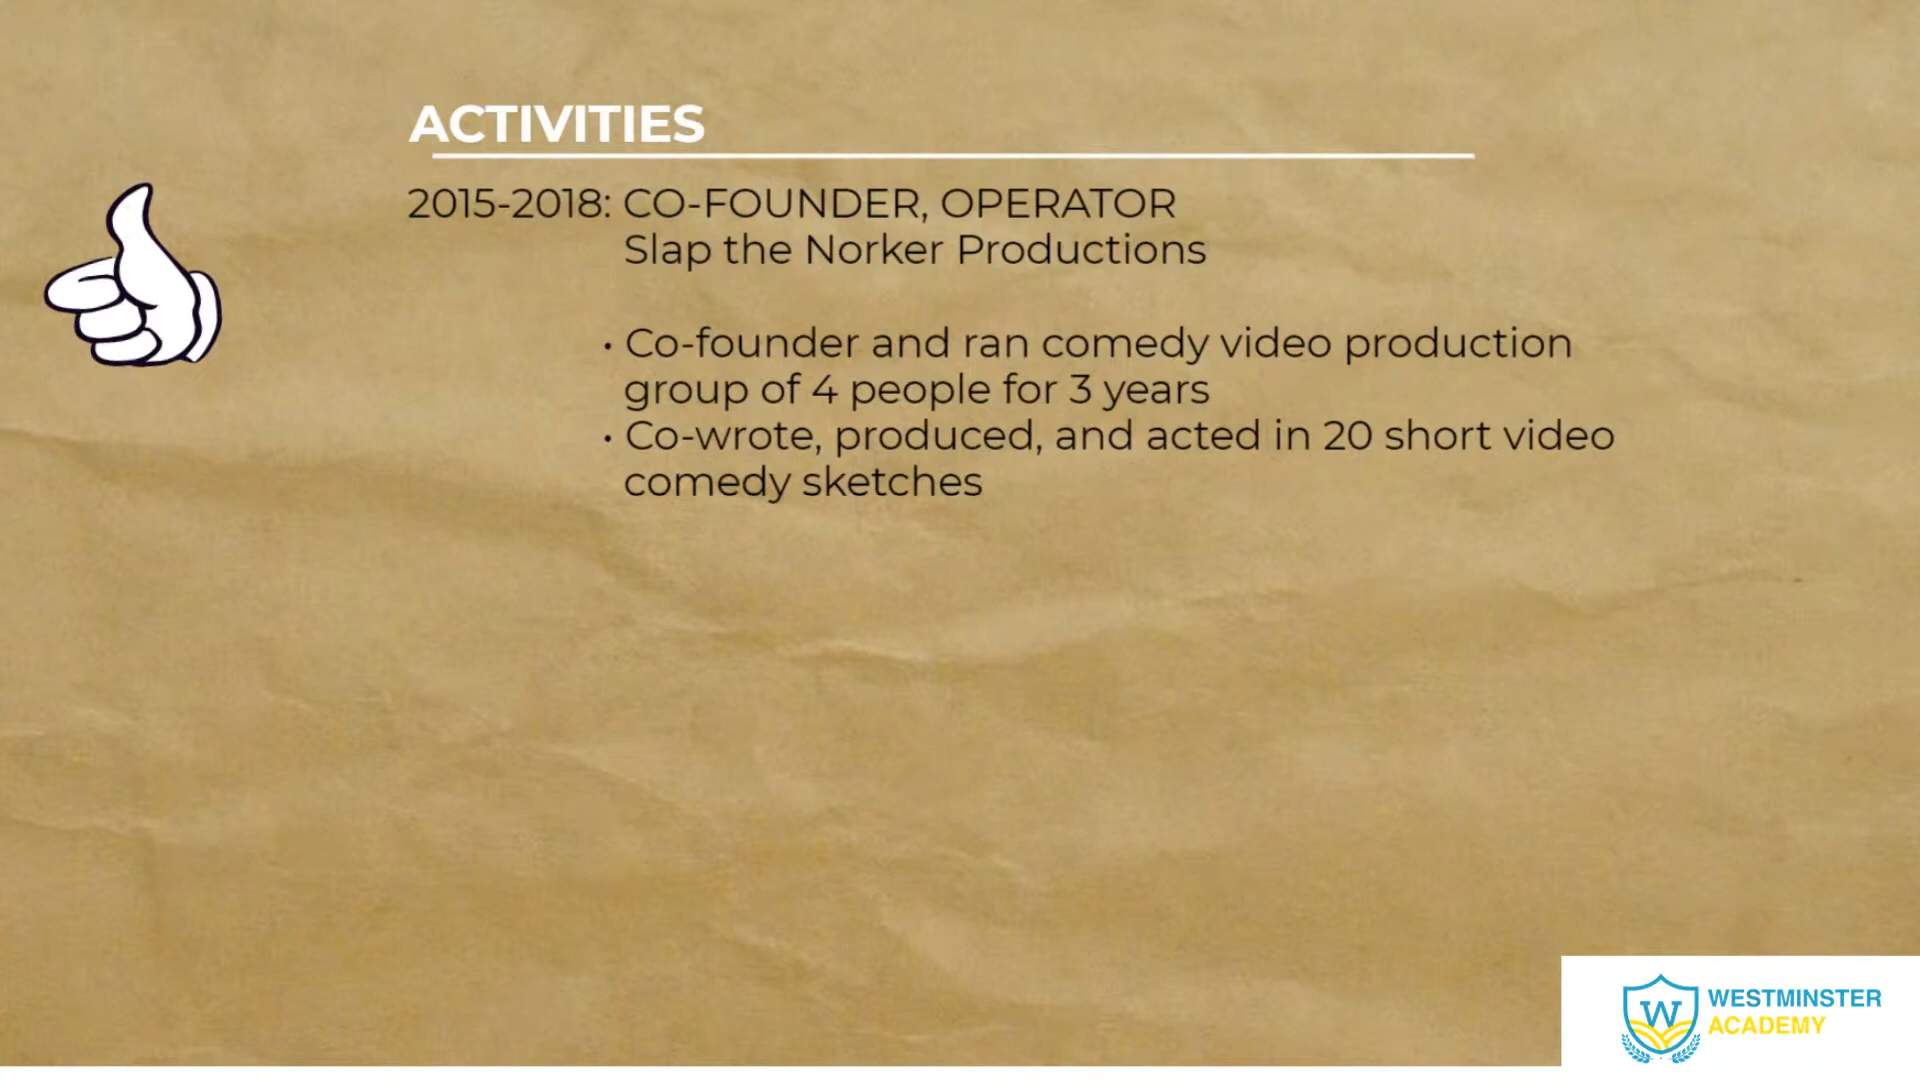 ACTIVITIES
2015-2018: CO-FOUNDER, OPERATOR
Slap the Norker Productions
• Co-founder and ran comedy video production
group of 4 people for 3 years
• Co-wrote, produced, and acted in 20 short video
comedy sketches
W
WESTMINSTER
ACADEMY